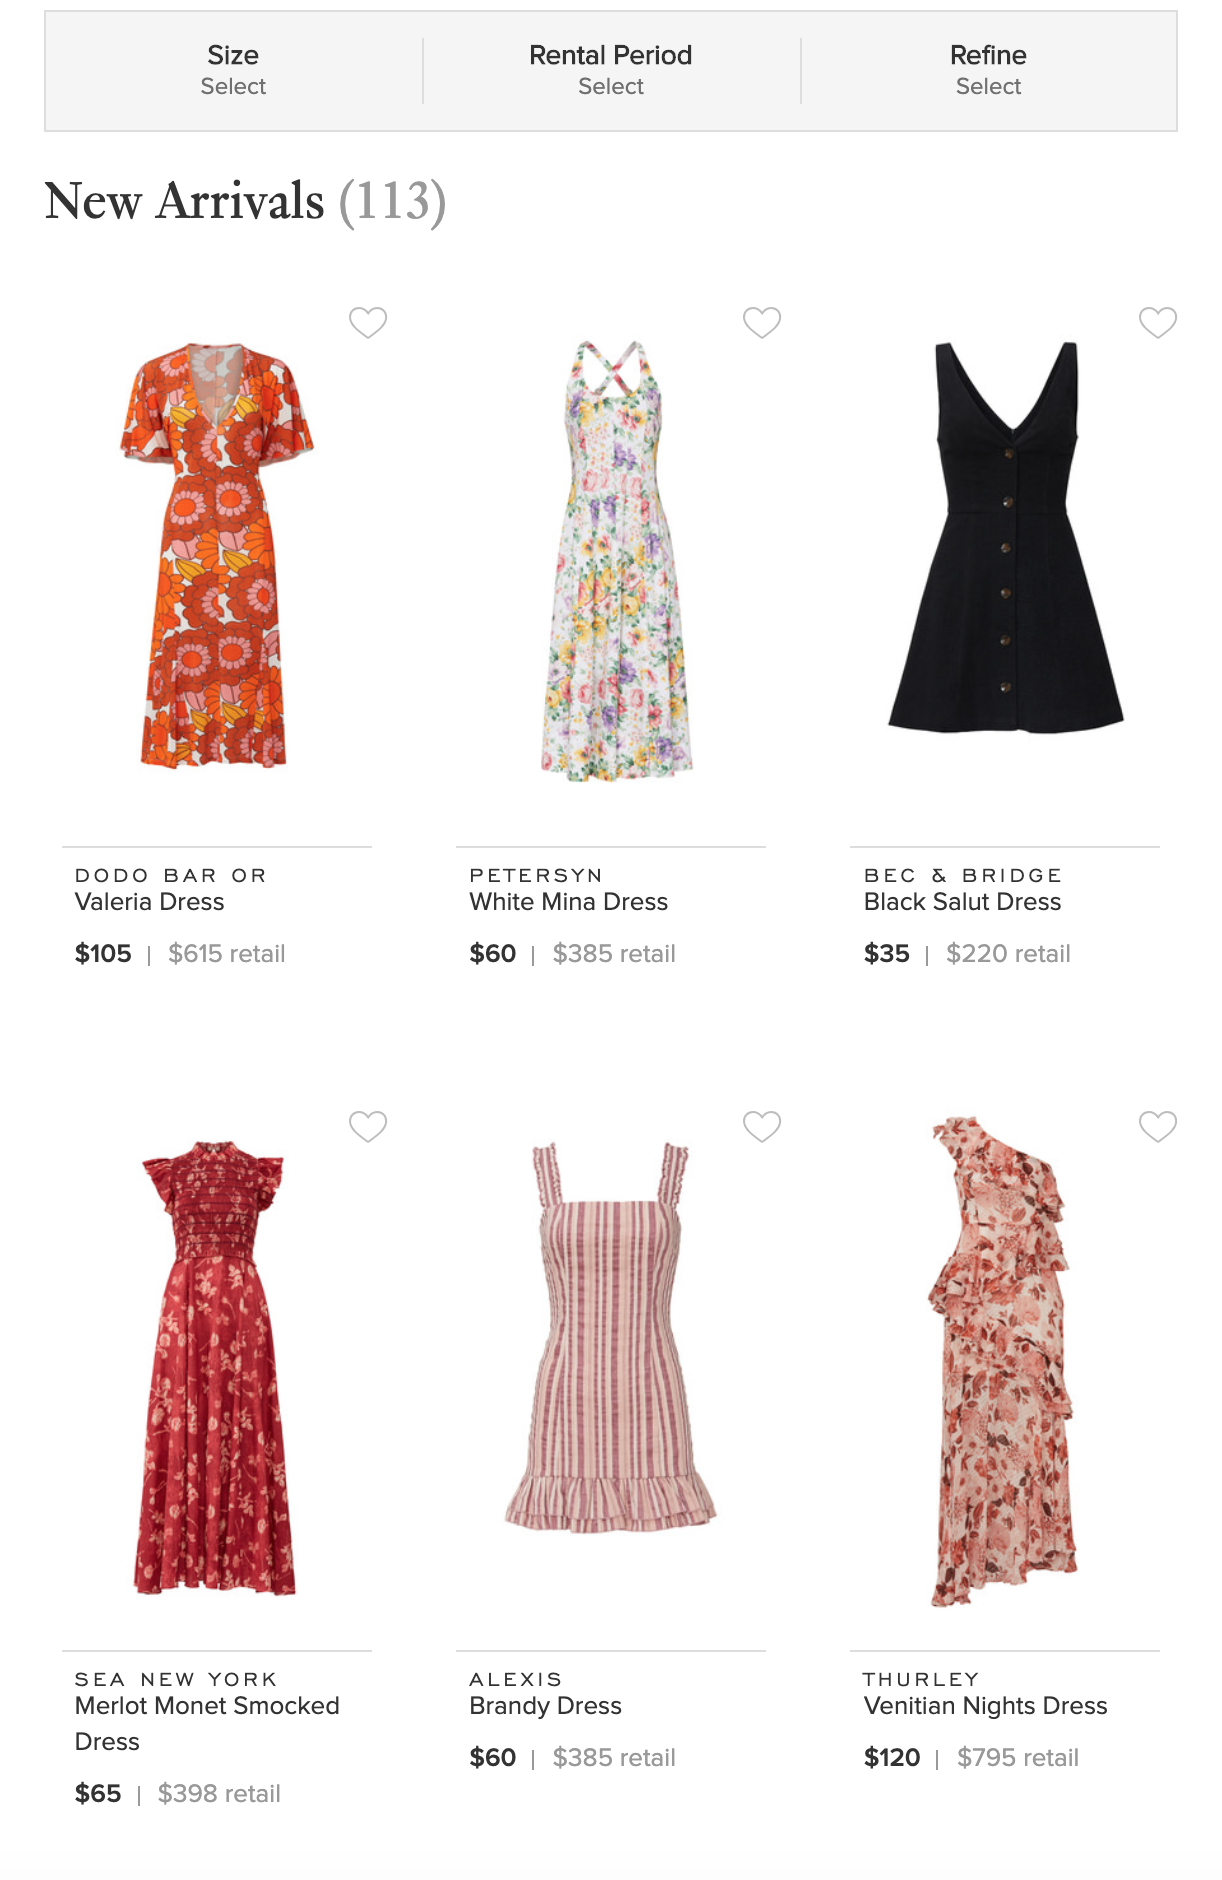 Size
Select
Rental Period
Select
Refine
Select
New Arrivals (113)
DODO BAR OR
Valeria Dress
$105 | $615 retail
PETERSYN
White Mina Dress
$60 | $385 retail
BEC & BRIDGE
Black Salut Dress
$35 | $220 retail
SEA NEW YORK
Merlot Monet Smocked
Dress
$65 | $398 retail
ALEXIS
Brandy Dress
$60 | $385 retail
THURLEY
Venitian Nights Dress
$120 | $795 retail